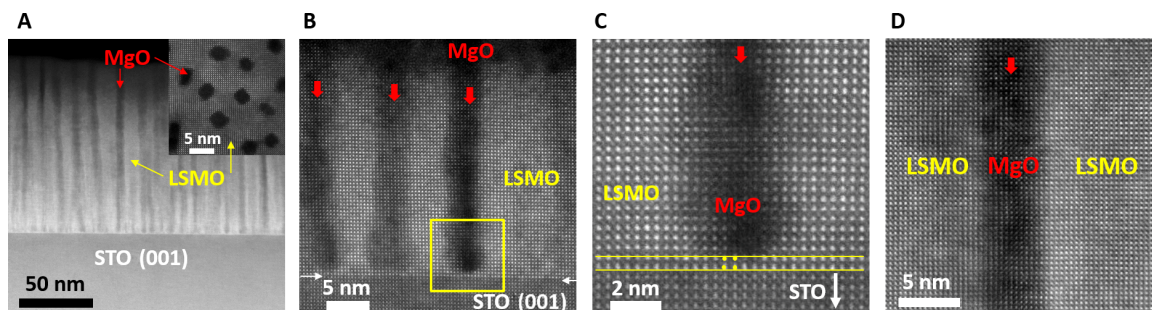 A
MgO
5 nm
LSMO
STO (001)
50 nm
B
MgO
LSMO
5 nm
STO (001)
C
LSMO
MgO
2 nm
STO
D
LSMO
MgO
LSMO
5 nm